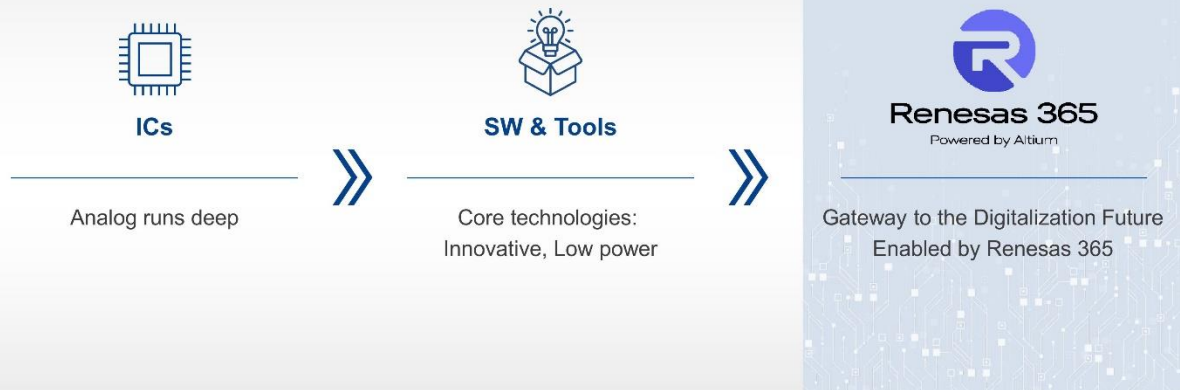 ICs
Analog runs deep
SW & Tools
Core technologies:
Innovative, Low power
Renesas 365
Powered by Altium
Gateway to the Digitalization Future
Enabled by Renesas 365